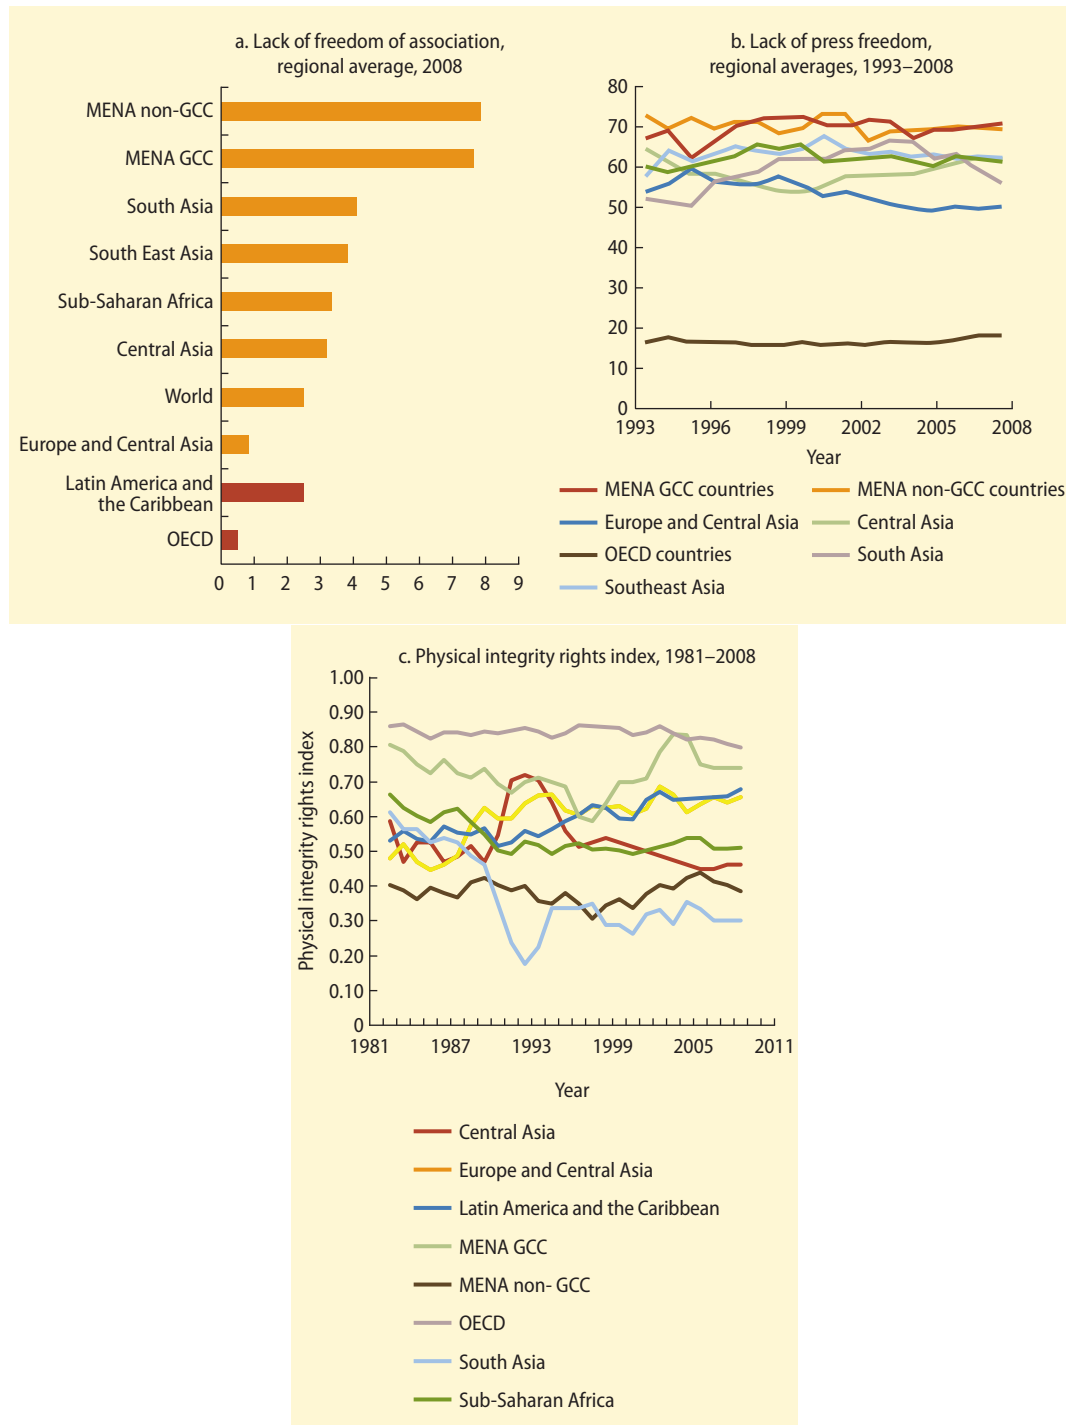 a. Lack of freedom of association,
regional average, 2008
MENA non-GCC
MENA GCC
South Asia
South East Asia
Sub-Saharan Africa
Central Asia
World
Europe and Central Asia
Latin America and
the Caribbean
OECD
0 1 2 3 4 5 6 7 8 9
b. Lack of press freedom,
regional averages, 1993–2008
80
70
60
50
40
30
20
10
0
1993 1996 1999 2002 2005 2008
Year
MENA GCC countries
MENA non-GCC countries
Europe and Central Asia
Central Asia
OECD countries
South Asia
Southeast Asia
c. Physical integrity rights index, 1981–2008
Physical integrity rights index
1.00
0.90
0.80
0.70
0.60
0.50
0.40
0.30
0.20
0.10
0
1981 1987 1993 1999 2005 2011
Year
Central Asia
Europe and Central Asia
Latin America and the Caribbean
MENA GCC
MENA non- GCC
OECD
South Asia
Sub-Saharan Africa